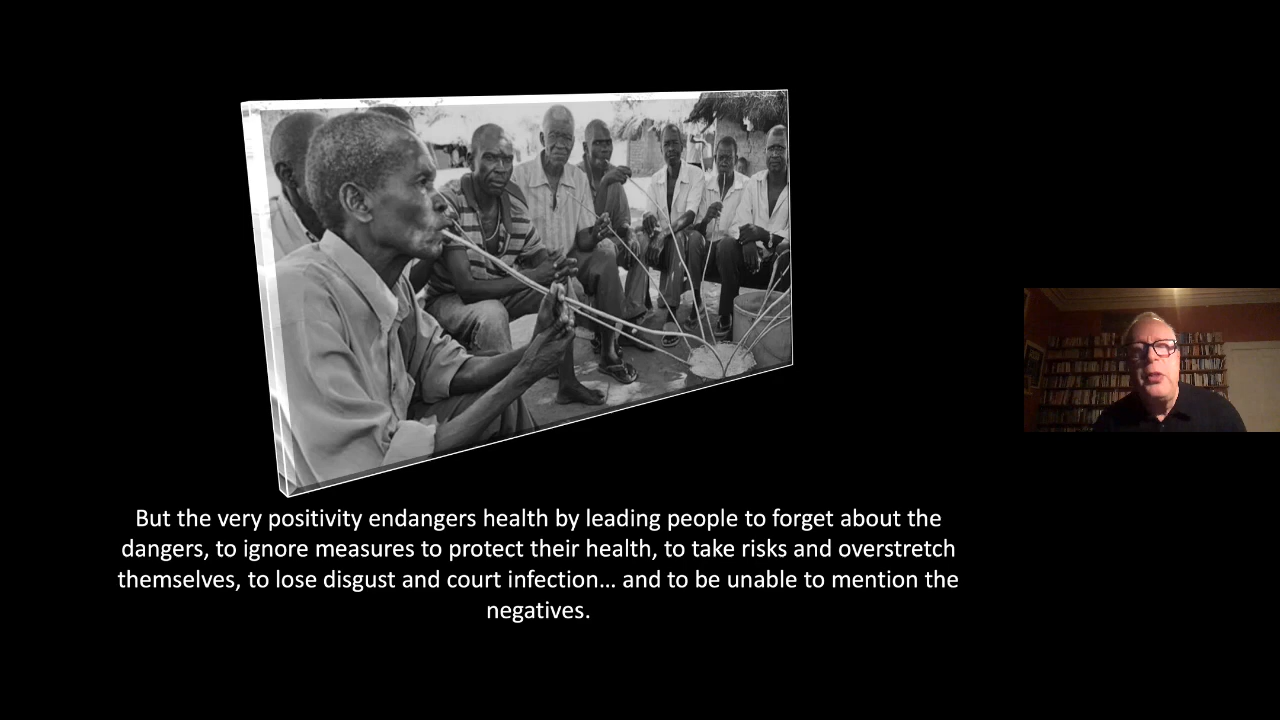 But the very positivity endangers health by leading people to forget about the
dangers, to ignore measures to protect their health, to take risks and overstretch
themselves, to lose disgust and court infection… and to be unable to mention the
negatives.